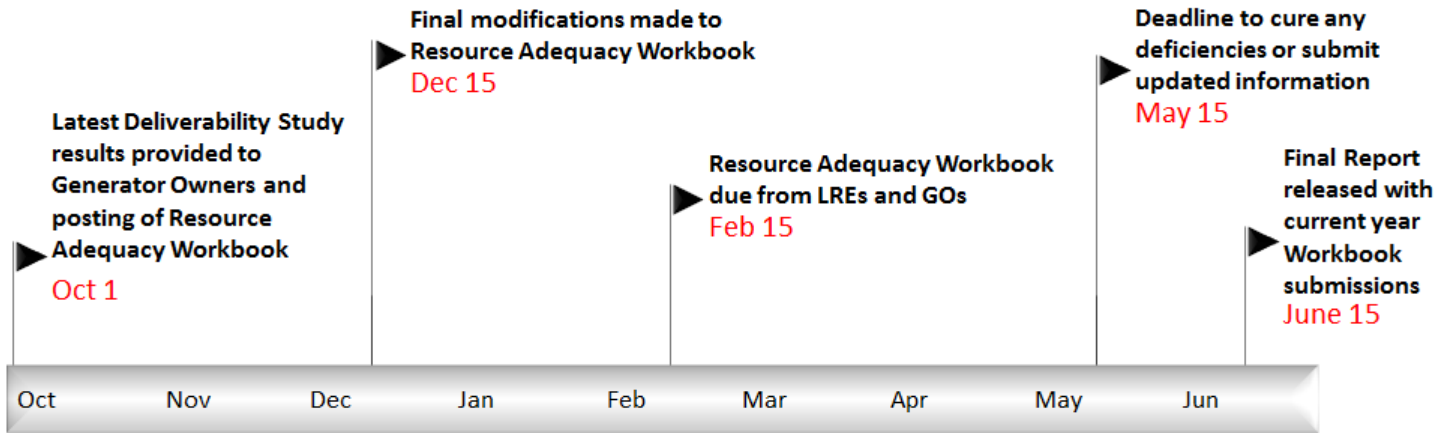 Latest Deliverability Study
results provided to
Generator Owners and
posting of Resource
Adequacy Workbook
Oct 1
Final modifications made to
Resource Adequacy Workbook
Dec 15
Resource Adequacy Workbook
due from LREs and GOs
Feb 15
Deadline to cure any
deficiencies or submit
updated information
May 15
Final Report
released with
current year
Workbook
submissions
June 15
Oct Nov Dec Jan Feb Mar Apr May Jun